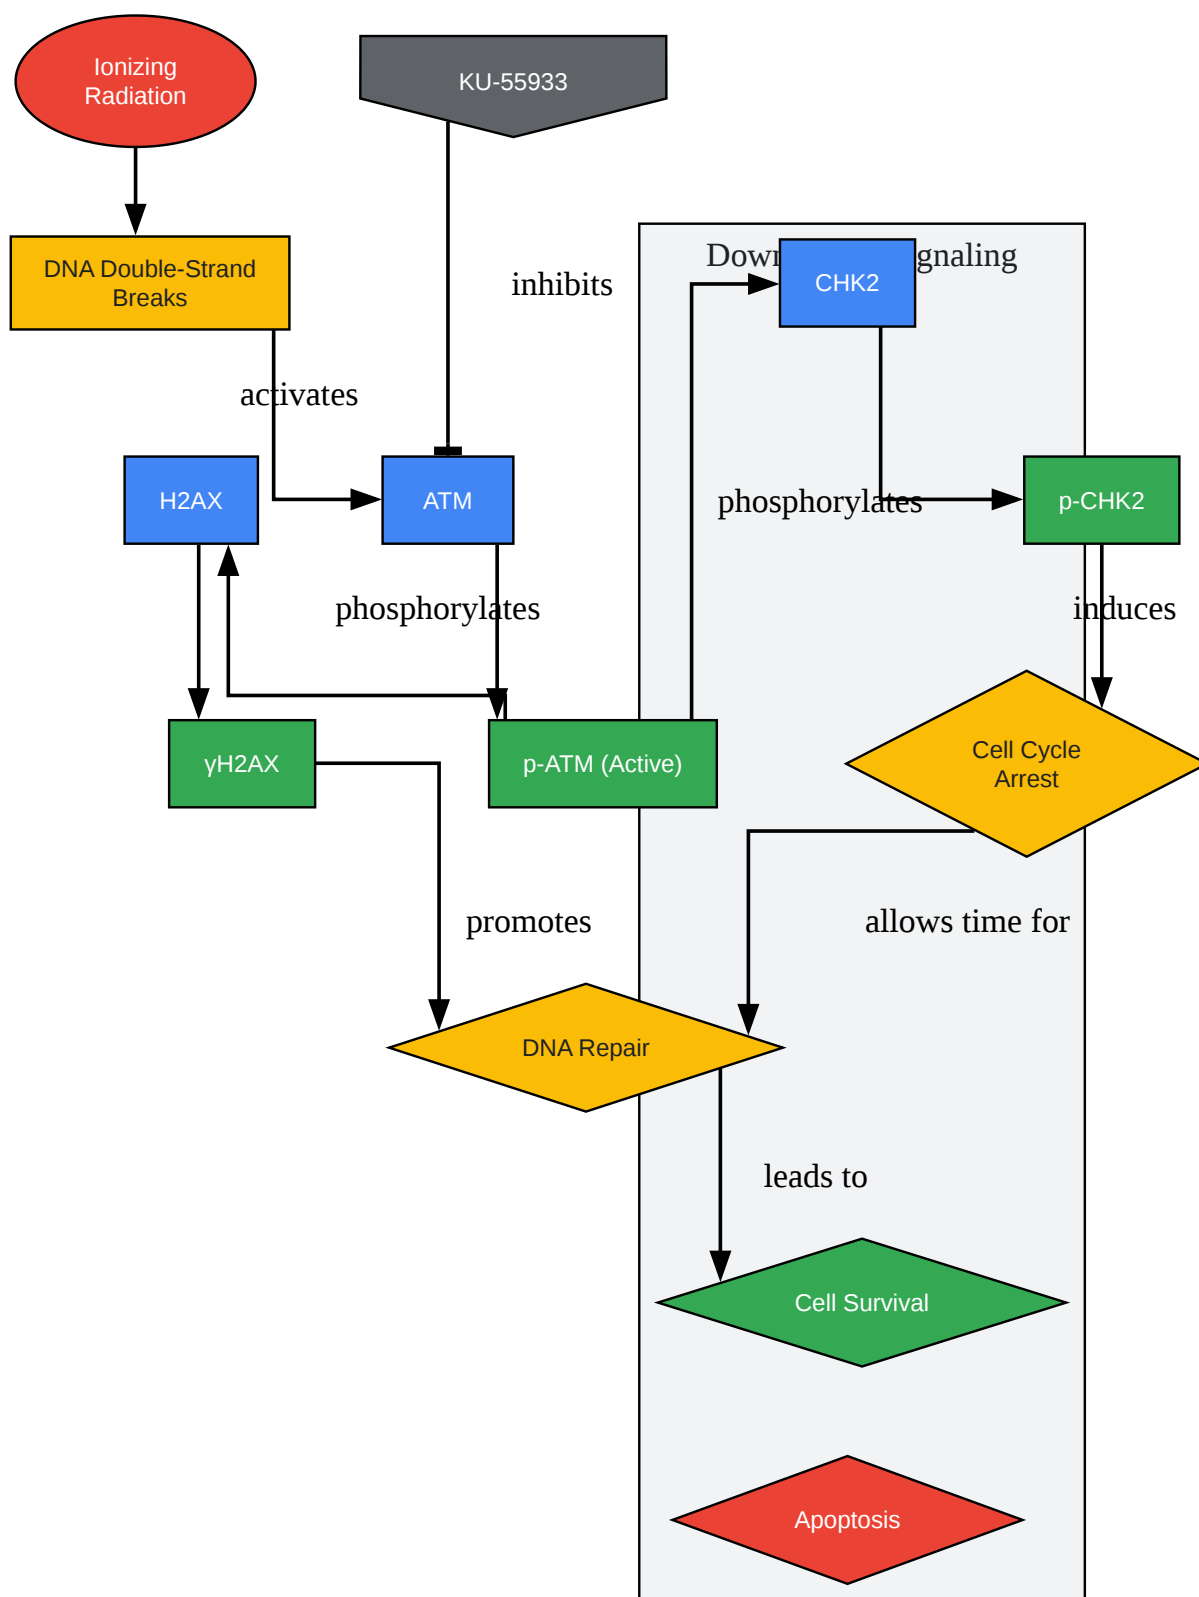 Ionizing
Radiation
KU-55933
DNA Double-Strand
Breaks
inhibits
Down
gnaling
CHK2
activates
H2AX
ATM
phosphorylates
p-CHK2
phosphorylates
induces
γH2AX
p-ATM (Active)
Cell Cycle
Arrest
promotes
allows time for
DNA Repair
leads to
Cell Survival
Apoptosis